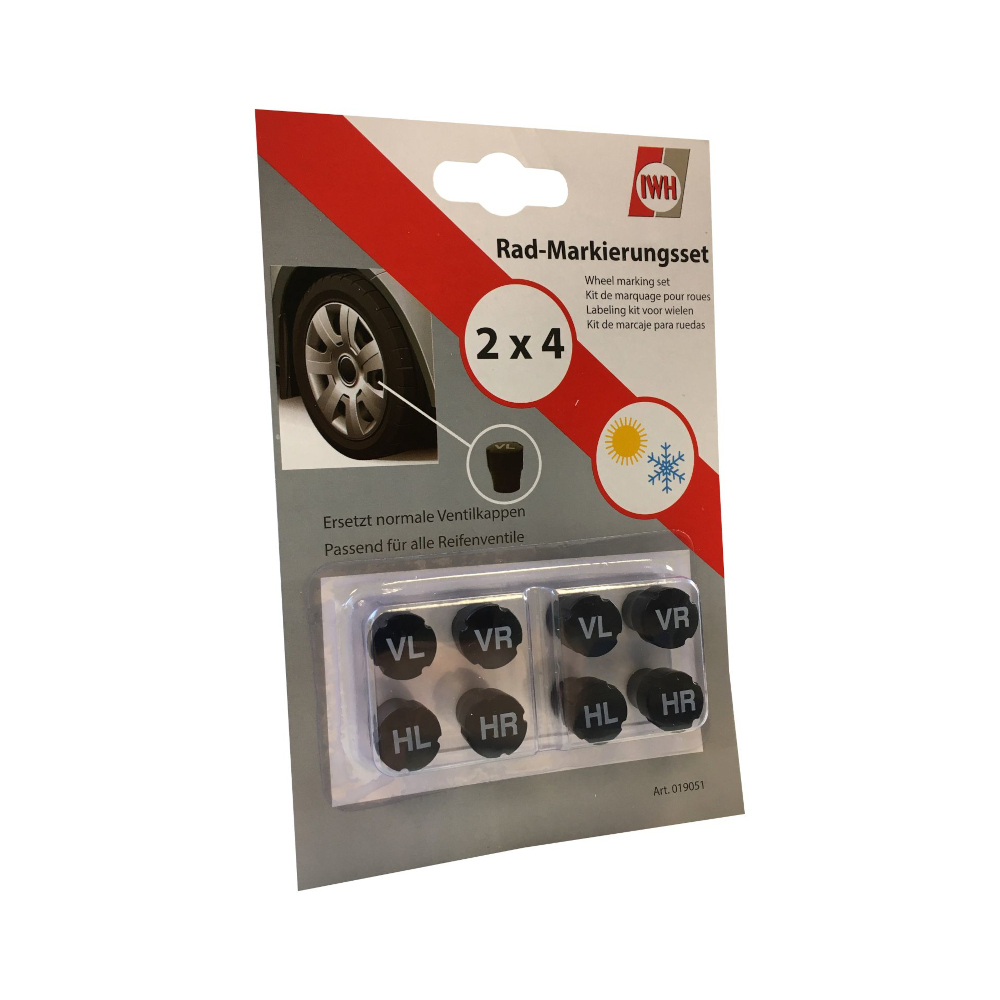 IWH
Rad-Markierungsset
Wheel marking set
Kit de marquage pour roues
Labeling kit voor wielen
Kit de marcaje para ruedas
2 x 4
VL
Ersetzt normale Ventilkappen
Passend für alle Reifenventile
VL VR VL VR
HL HR HL HR
Art. 019051